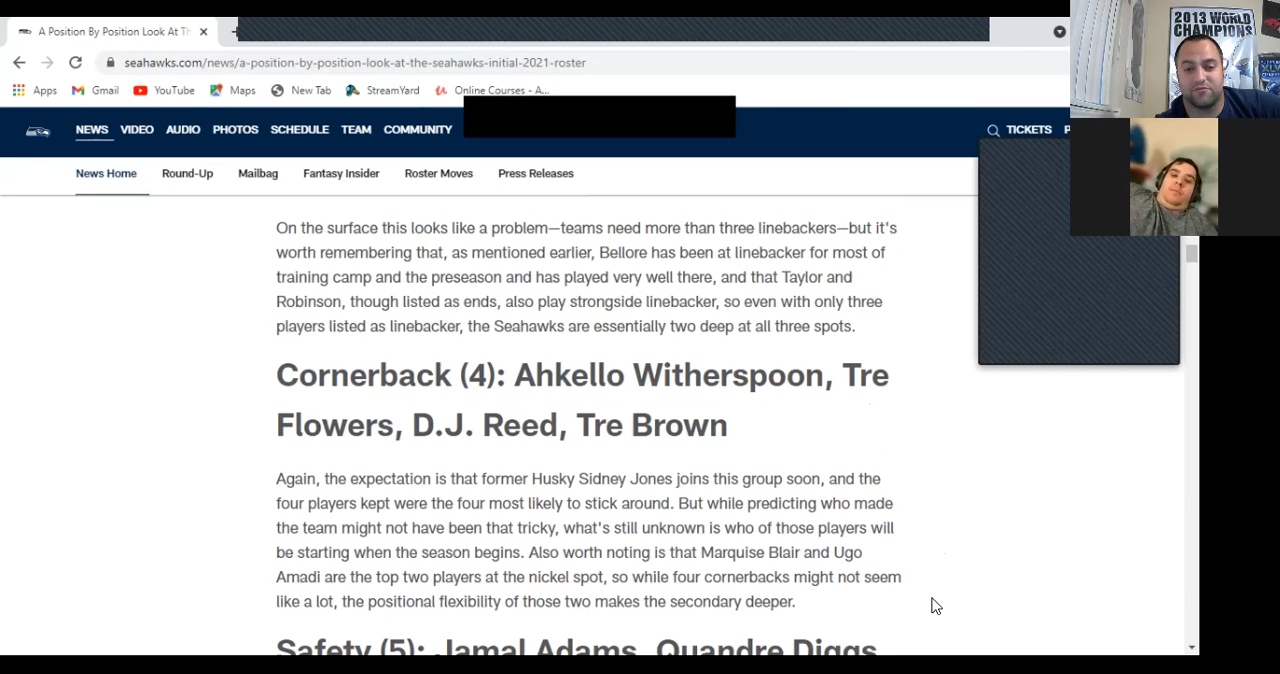 2013 WORLD
CHAMPIONS
XLV
A Position By Position Look At Th
seahawks.com/news/a-position-by-position-look-at-the-seahawks-initial-2021-roster
Apps Gmail YouTube Maps New Tab StreamYard Online Courses - A...
NEWS VIDEO AUDIO PHOTOS SCHEDULE TEAM COMMUNITY TICKETS P
News Home Round-Up Mailbag Fantasy Insider Roster Moves Press Releases
On the surface this looks like a problem—teams need more than three linebackers—but it's
worth remembering that, as mentioned earlier, Bellore has been at linebacker for most of
training camp and the preseason and has played very well there, and that Taylor and
Robinson, though listed as ends, also play strongside linebacker, so even with only three
players listed as linebacker, the Seahawks are essentially two deep at all three spots.
Cornerback (4): Ahkello Witherspoon, Tre
Flowers, D.J. Reed, Tre Brown
Again, the expectation is that former Husky Sidney Jones joins this group soon, and the
four players kept were the four most likely to stick around. But while predicting who made
the team might not have been that tricky, what's still unknown is who of those players will
be starting when the season begins. Also worth noting is that Marquise Blair and Ugo
Amadi are the top two players at the nickel spot, so while four cornerbacks might not seem
like a lot, the positional flexibility of those two makes the secondary deeper.
Safety (5): Jamal Adams, Quandre Diggs